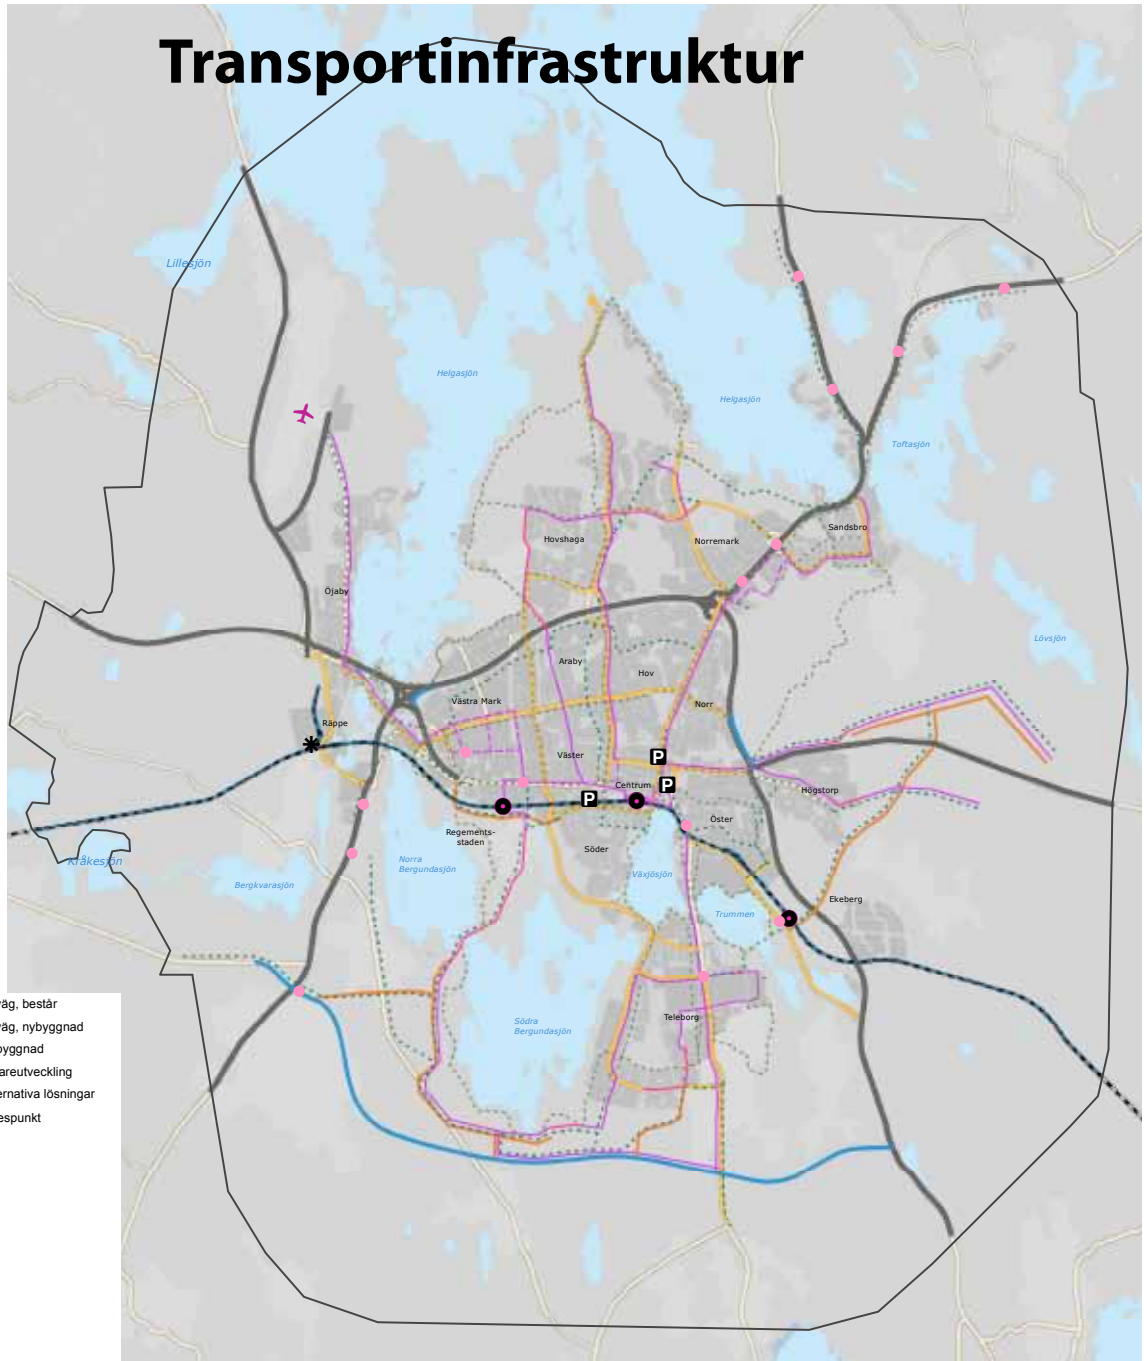 Transportinfrastruktur
Lillesjön
Helgasjön
Helgasjön
Toftasjön
Sandsbro
Hovshaga
Norremark
Öjaby
Lövsjön
Araby
Hov
Västra Mark
Norr
Räppe
P
Väster
Centrum
P
Högstorp
P
Öster
Regements-
staden
Söder
Kråkesjön
Norra
Bergundasjön
Växjösjön
Bergkvarasjön
Ekeberg
Trummen
Teleborg
Södra
Bergundasjön
väg, består
väg, nybyggnad
byggnad
areutveckling
ernativa lösningar
espunkt